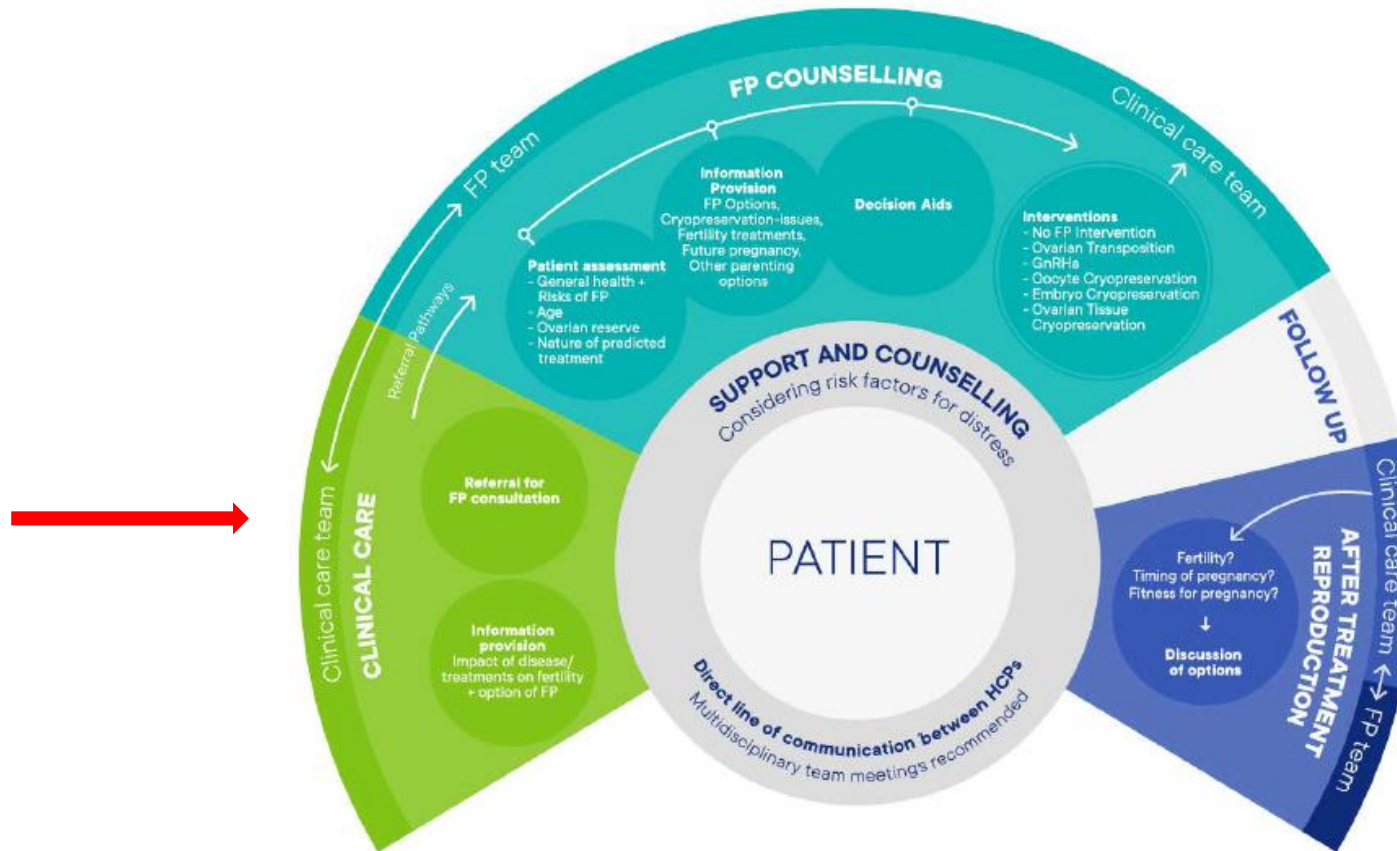 Clinical care team
CLINICAL CARE
Information
provision
Impact of disease/
treatments on fertility
+ option of FP
Referral for
FP consultation
Referral Pathways
FP team
FP COUNSELLING
Clinical care team
Patient assessment
- General health +
Risks of FP
- Age
- Ovarian reserve
- Nature of predicted
treatment
Information
Provision
FP Options,
Cryopreservation-issues,
Fertility treatments,
Future pregnancy,
Other parenting
options
Decision Aids
Interventions
- No FP Intervention
- Ovarian Transposition
- GnRHa
- Oocyte Cryopreservation
- Embryo Cryopreservation
- Ovarian Tissue
Cryopreservation
FOLLOW UP
SUPPORT AND COUNSELLING
Considering risk factors for distress
PATIENT
Direct line of communication between HCPs
Multidisciplinary team meetings recommended
Clinical care team
FP team
AFTER TREATMENT
REPRODUCTION
Fertility?
Timing of pregnancy?
Fitness for pregnancy?
Discussion
of options